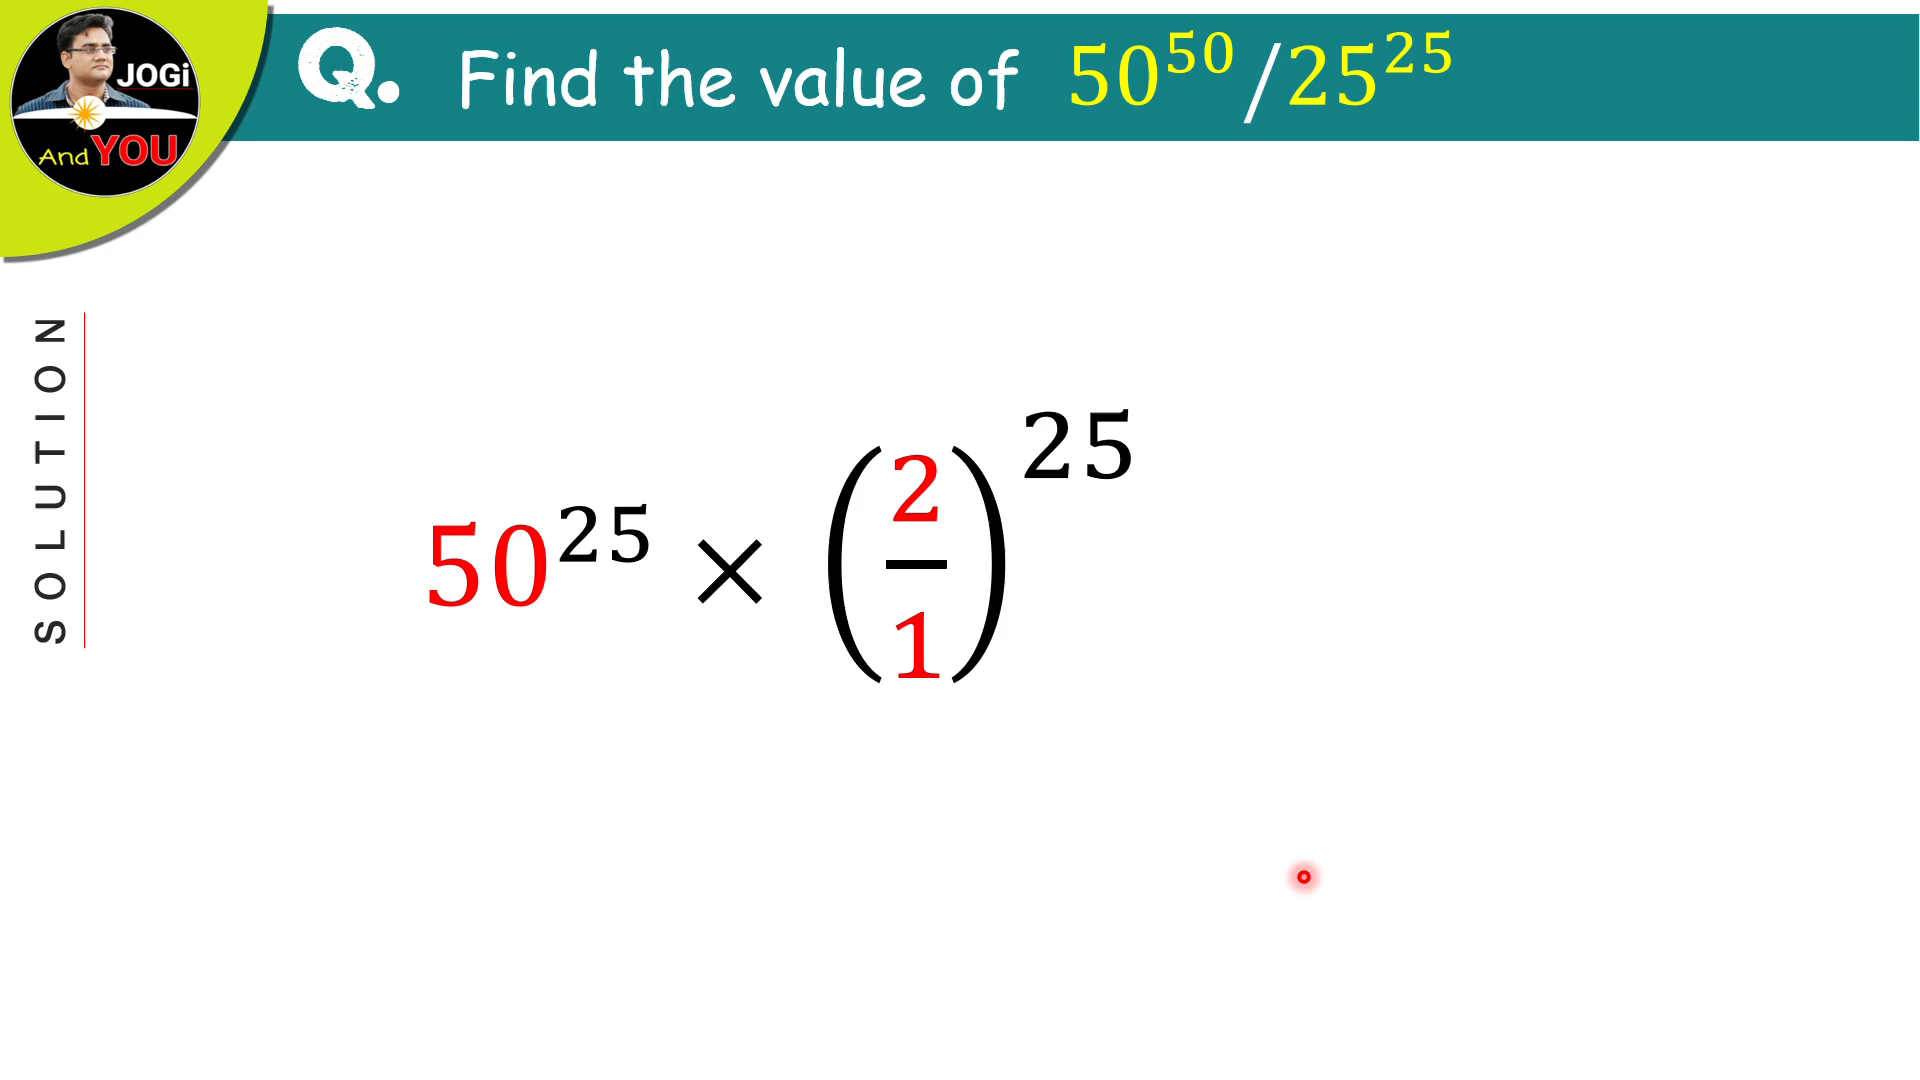 JOGi
And YOU
Q. Find the value of 50^50/25^25
SOLUTION
50^25 × (2/1)^25